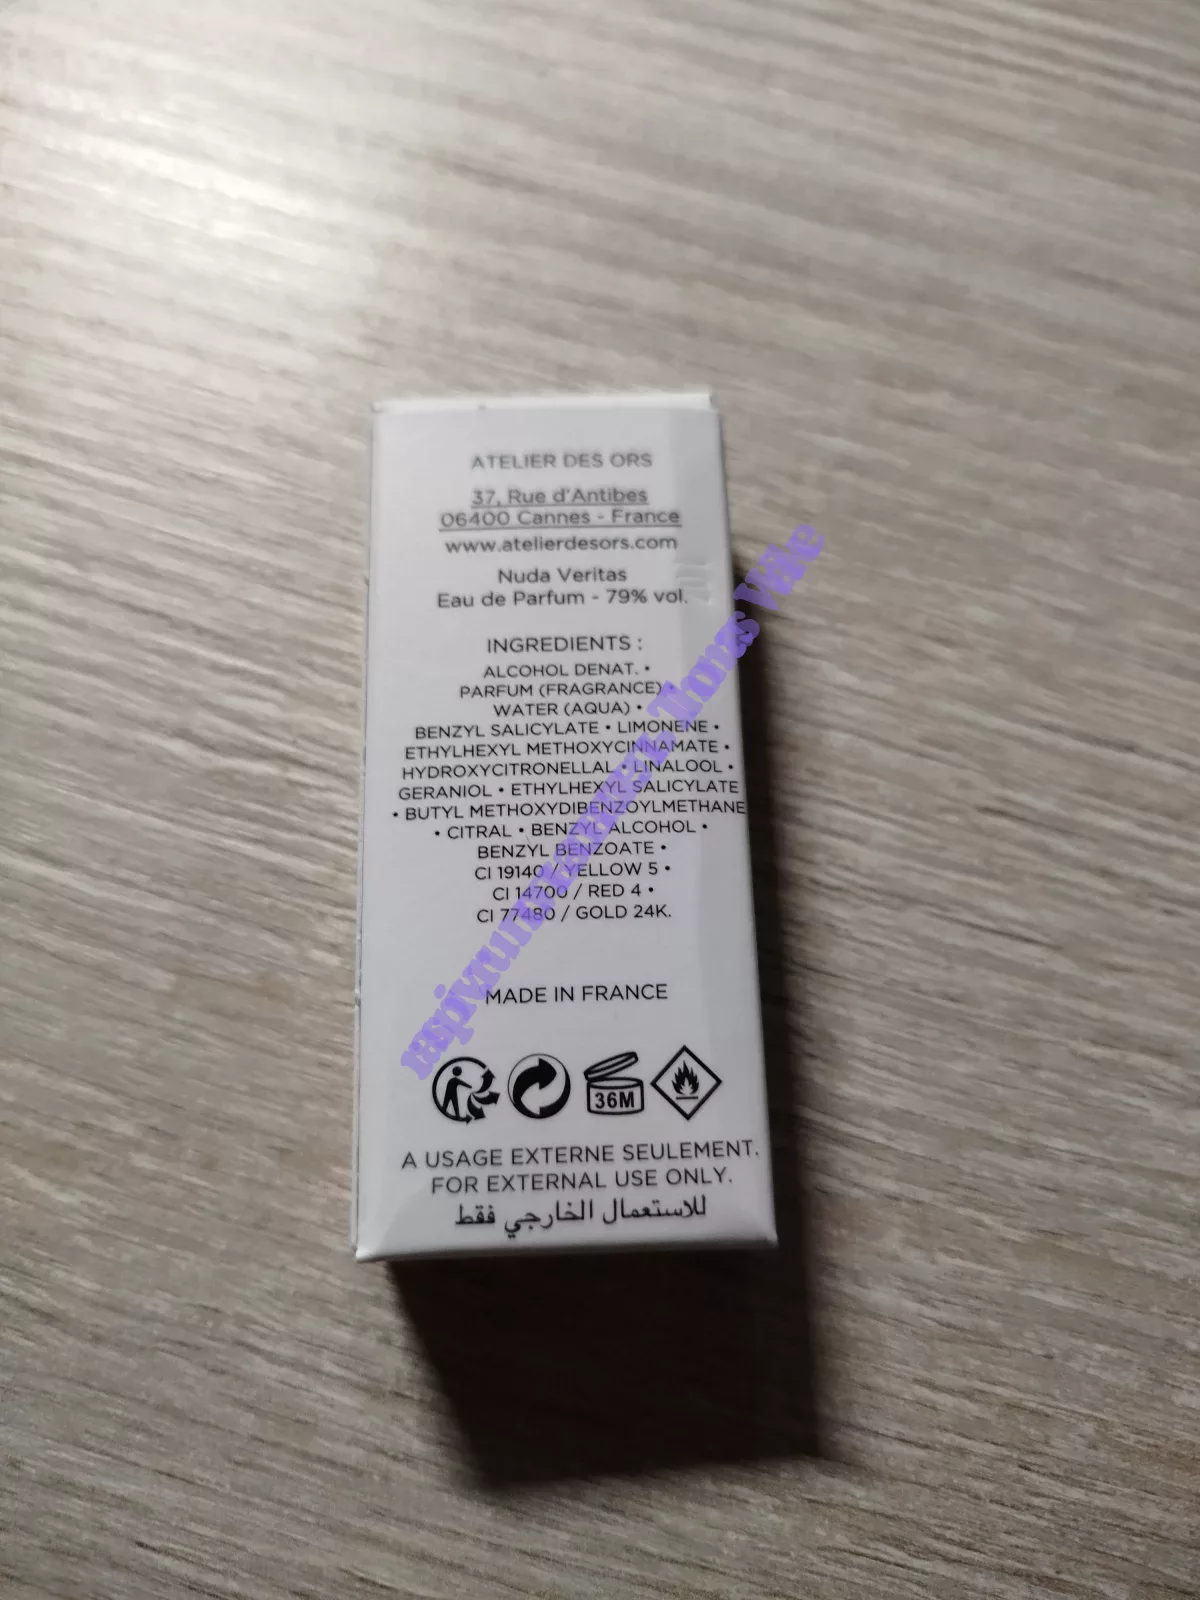 ATELIER DES ORS
37, Rue d'Antibes
06400 Cannes - France
www.atelierdesors.com
Nuda Veritas
Eau de Parfum - 79% vol.
INGREDIENTS :
ALCOHOL DENAT. •
PARFUM (FRAGRANCE) •
WATER (AQUA) •
BENZYL SALICYLATE • LIMONENE •
ETHYLHEXYL METHOXYCINNAMATE •
HYDROXYCITRONELLAL • LINALOOL •
GERANIOL • ETHYLHEXYL SALICYLATE
• BUTYL METHOXYDIBENZOYLMETHANE
• CITRAL • BENZYL ALCOHOL •
BENZYL BENZOATE •
CI 19140 / YELLOW 5 •
CI 14700 / RED 4 •
CI 77480 / GOLD 24K.
MADE IN FRANCE
36M
A USAGE EXTERNE SEULEMENT.
FOR EXTERNAL USE ONLY.
للاستعمال الخارجي فقط